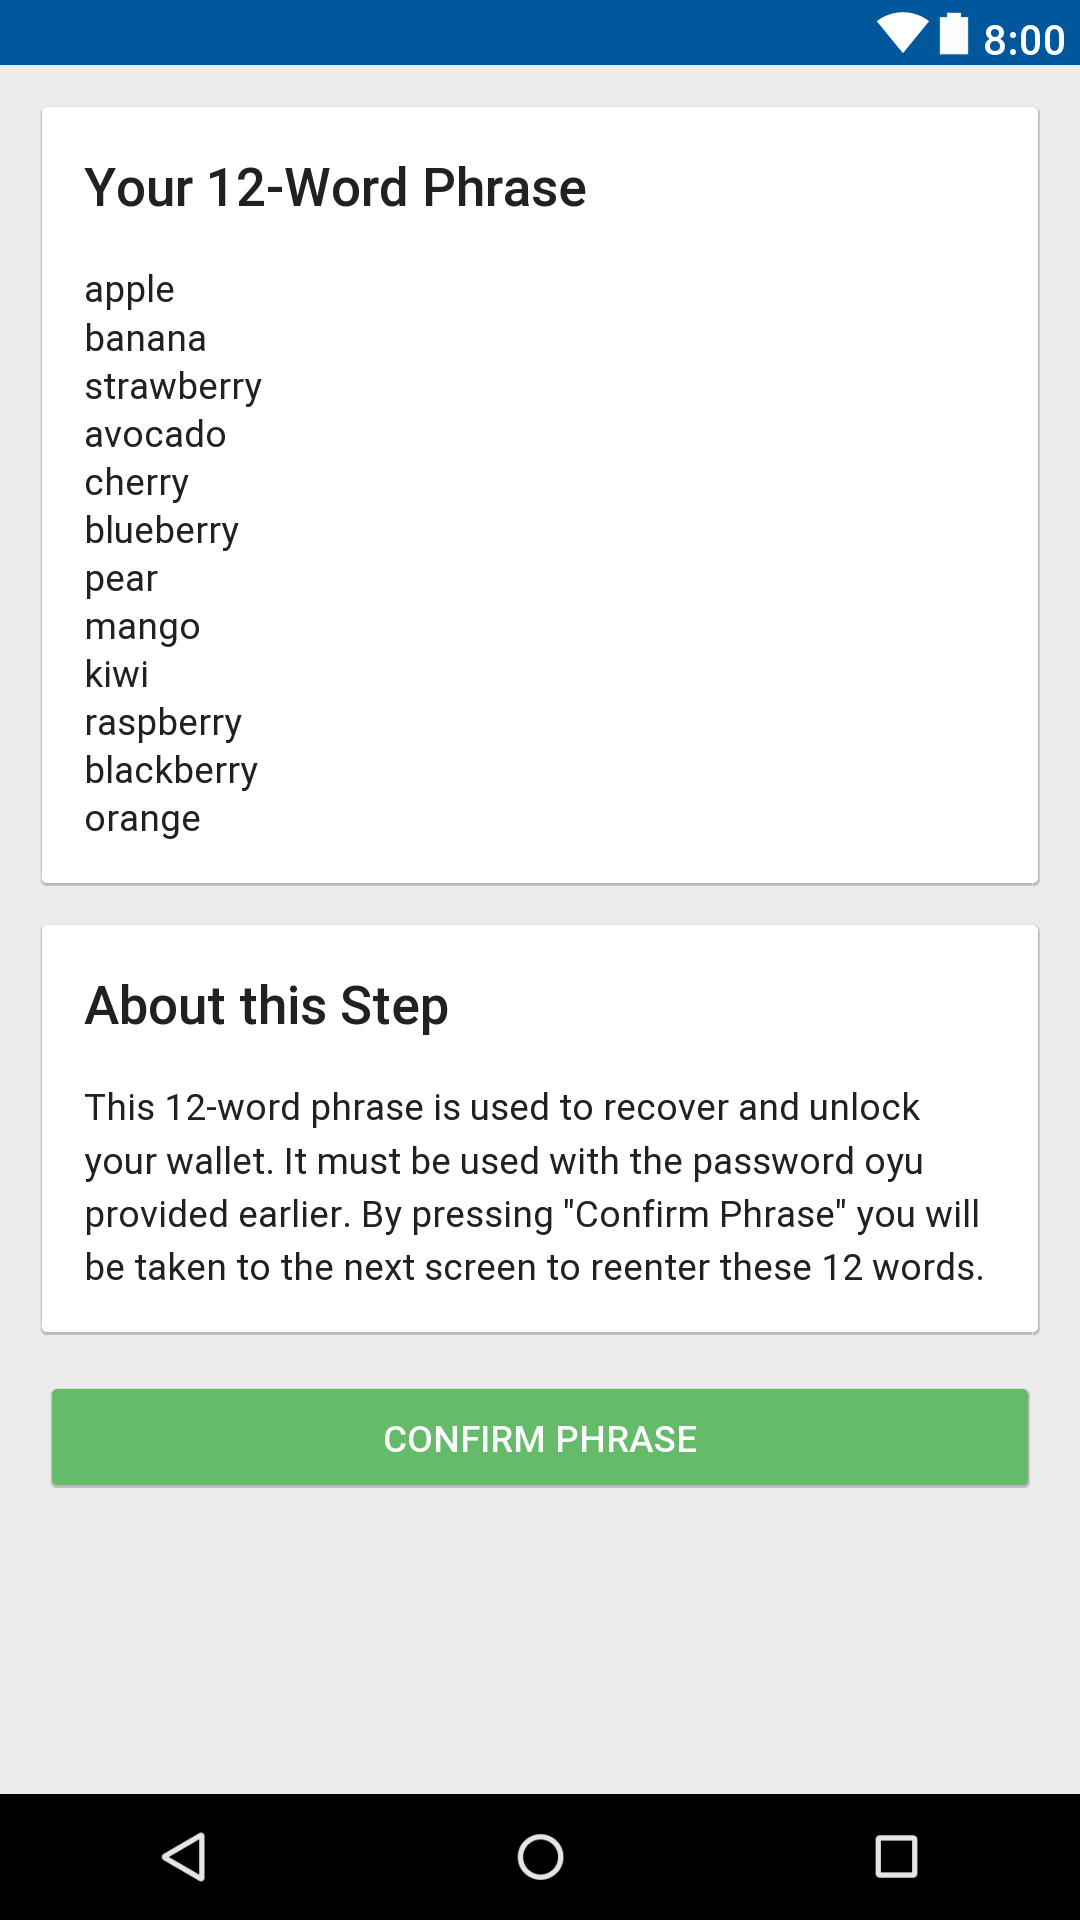 8:00
Your 12-Word Phrase
apple
banana
strawberry
avocado
cherry
blueberry
pear
mango
kiwi
raspberry
blackberry
orange
About this Step
This 12-word phrase is used to recover and unlock
your wallet. It must be used with the password oyu
provided earlier. By pressing "Confirm Phrase" you will
be taken to the next screen to reenter these 12 words.
CONFIRM PHRASE